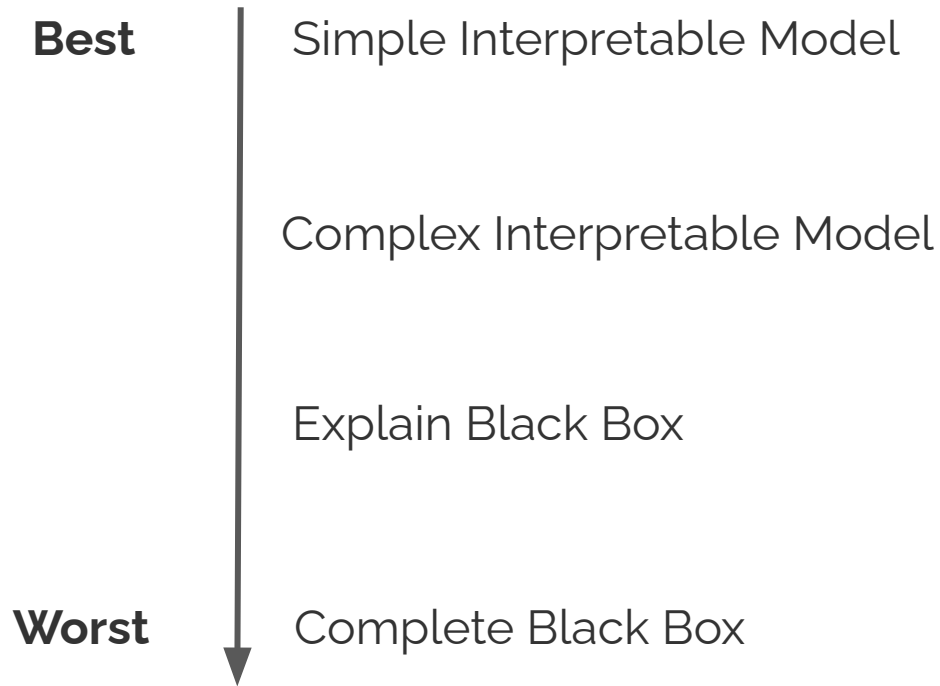 Best
Simple Interpretable Model
Complex Interpretable Model
Explain Black Box
Worst
Complete Black Box